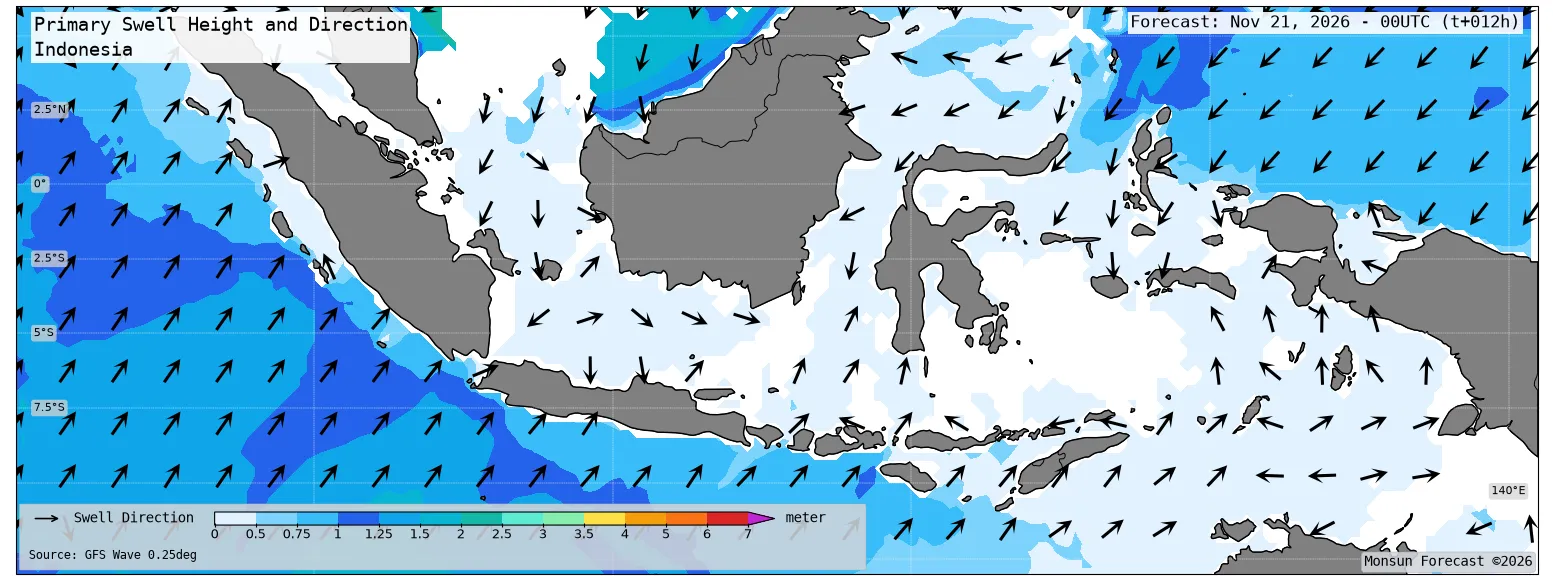 Primary Swell Height and Direction
Indonesia
Forecast: Nov 21, 2026 - 00UTC (t+012h)
2.5°N
0°
2.5°S
5°S
7.5°S
140°E
Swell Direction
0 0.5 0.75 1 1.25 1.5 2 2.5 3 3.5 4 5 6 7 meter
Source: GFS Wave 0.25deg
Monsun Forecast ©2026